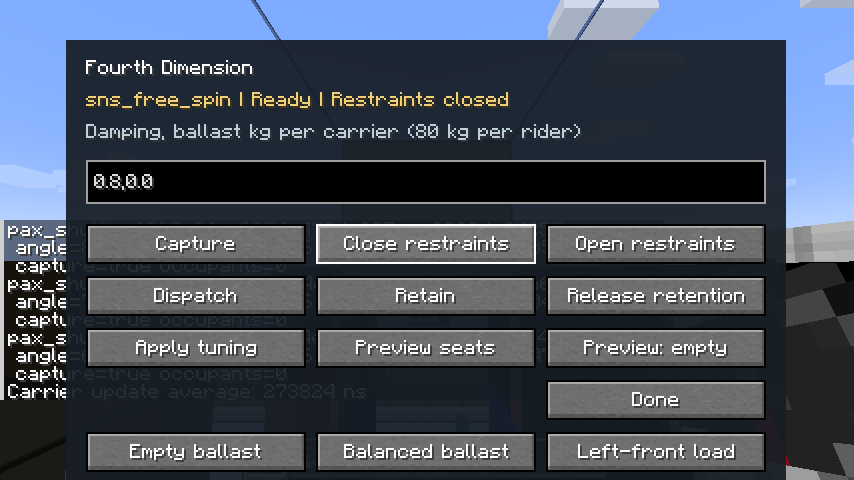 Fourth Dimension
sns_free_spin | Ready | Restraints closed
Damping, ballast kg per carrier (80 kg per rider)
0.8,0.0
Capture
Close restraints
Open restraints
Dispatch
Retain
Release retention
Apply tuning
Preview seats
Preview: empty
Done
Empty ballast
Balanced ballast
Left-front load
pax_s
angle
capture=true occupants=0
pax_s
angle
capture=true occupants=0
pax_s
angle
capture=true occupants=0
Carrier update average: 273824 ns